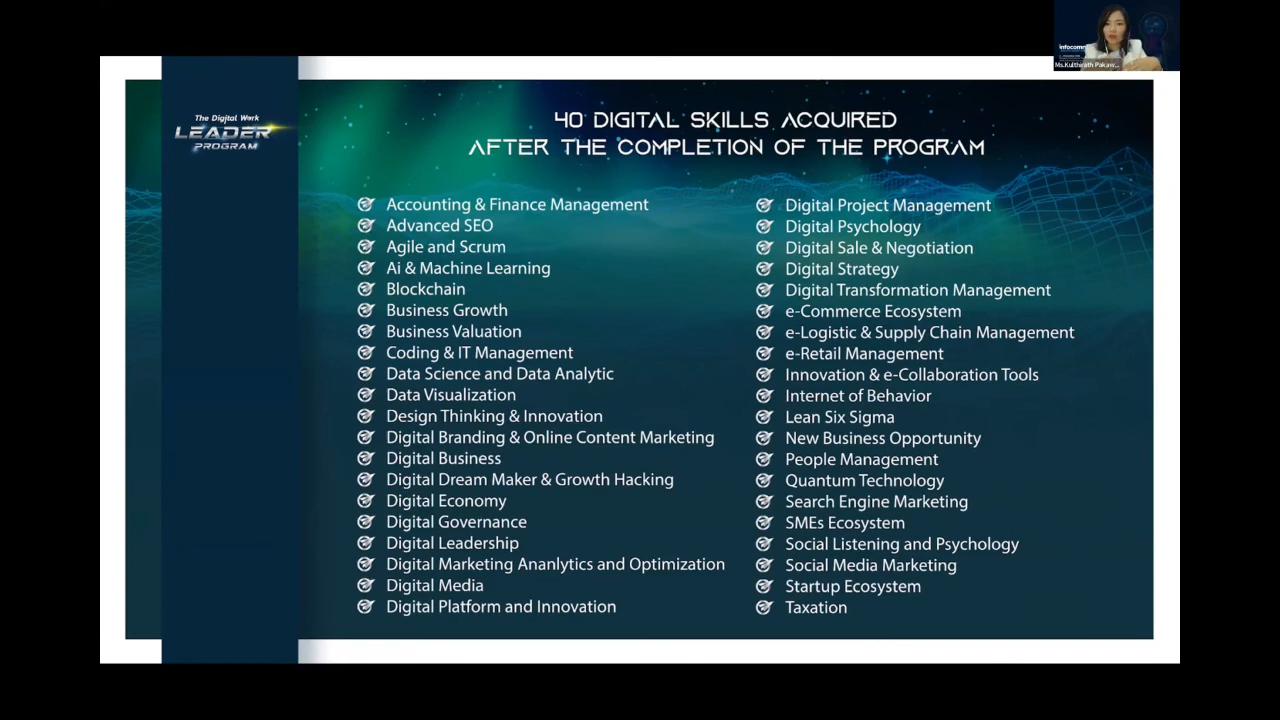 infocomm
Ms.Kulthirath Pakaw...
The Digital Work
LEADER
PROGRAM
40 DIGITAL SKILLS ACQUIRED
AFTER THE COMPLETION OF THE PROGRAM
Accounting & Finance Management
Advanced SEO
Agile and Scrum
Ai & Machine Learning
Blockchain
Business Growth
Business Valuation
Coding & IT Management
Data Science and Data Analytic
Data Visualization
Design Thinking & Innovation
Digital Branding & Online Content Marketing
Digital Business
Digital Dream Maker & Growth Hacking
Digital Economy
Digital Governance
Digital Leadership
Digital Marketing Ananlytics and Optimization
Digital Media
Digital Platform and Innovation
Digital Project Management
Digital Psychology
Digital Sale & Negotiation
Digital Strategy
Digital Transformation Management
e-Commerce Ecosystem
e-Logistic & Supply Chain Management
e-Retail Management
Innovation & e-Collaboration Tools
Internet of Behavior
Lean Six Sigma
New Business Opportunity
People Management
Quantum Technology
Search Engine Marketing
SMEs Ecosystem
Social Listening and Psychology
Social Media Marketing
Startup Ecosystem
Taxation